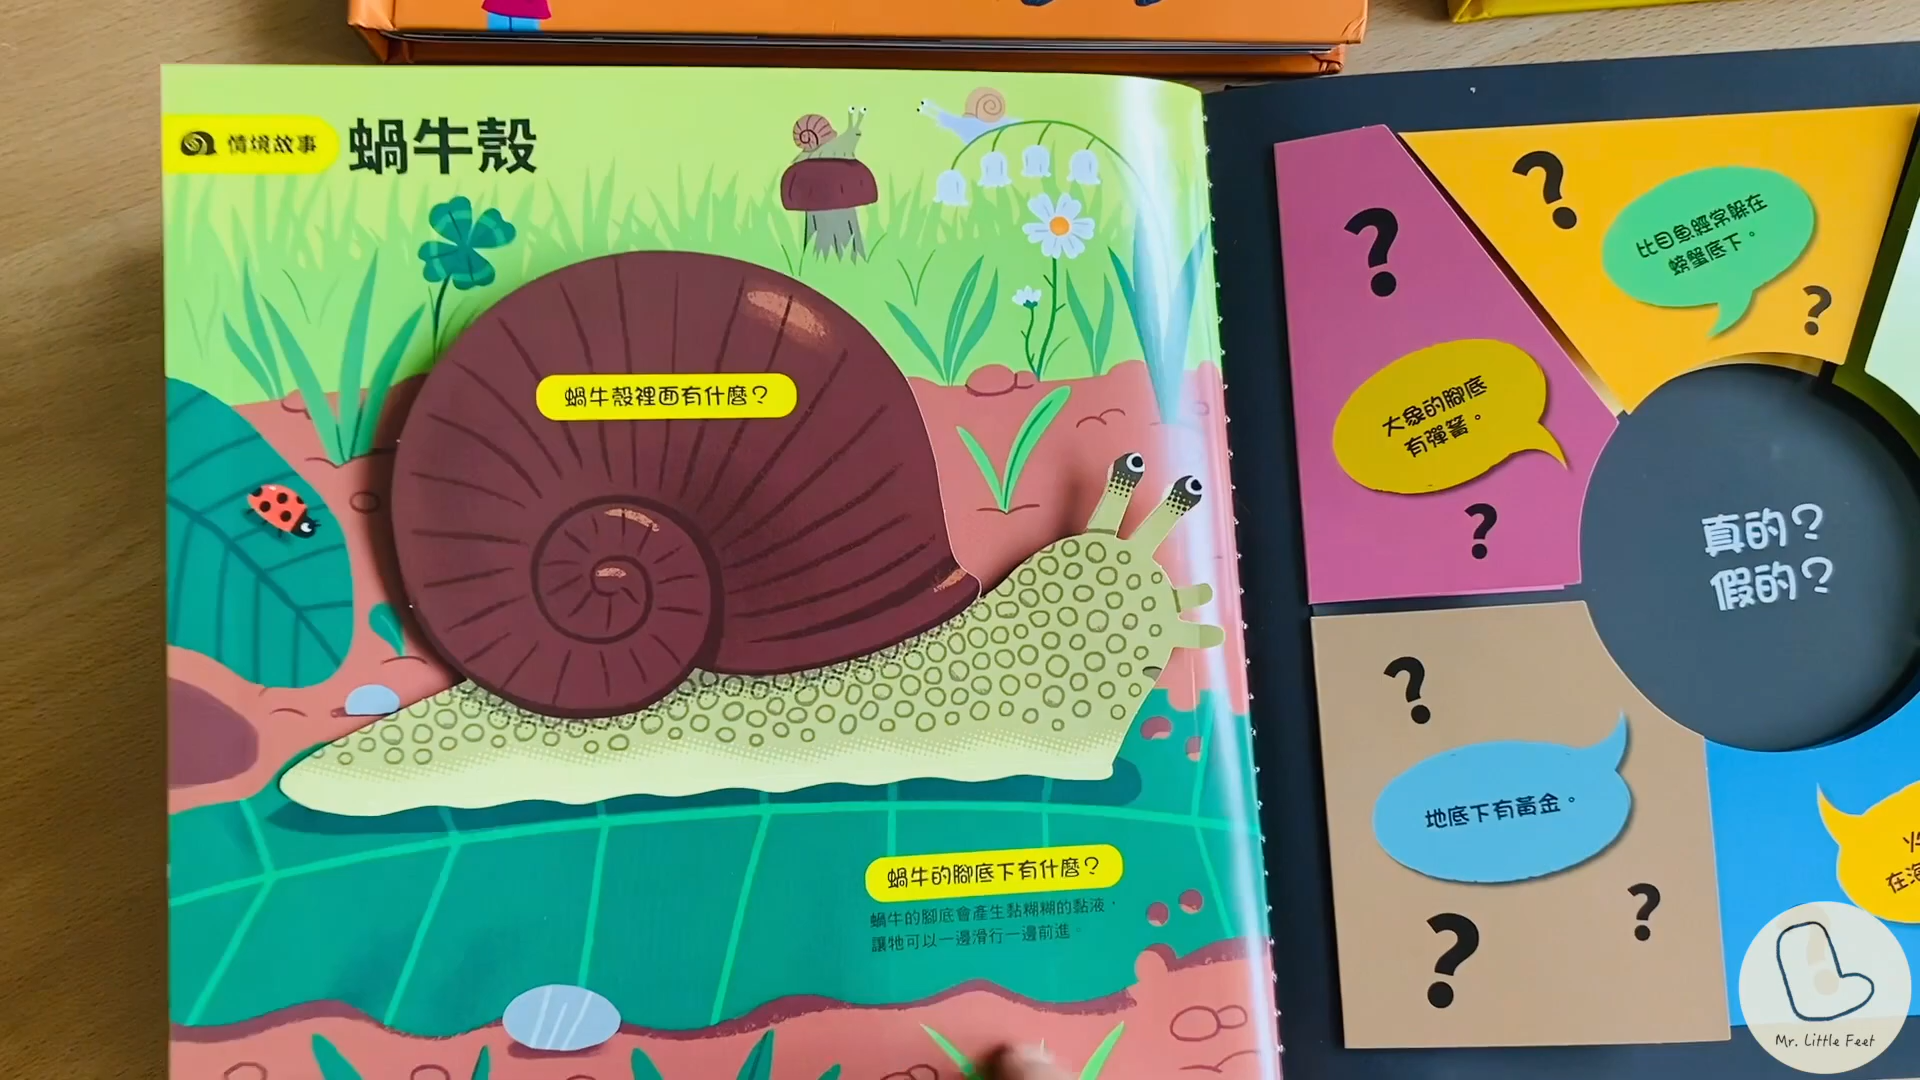 情境故事
蝸牛殼
蝸牛殼裡面有什麼？
蝸牛的腳底下有什麼？
蝸牛的腳底會產生黏糊糊的黏液，
讓牠可以一邊滑行一邊前進。
比目魚經常躲在
螃蟹底下。
大象的腳底
有彈簧。
真的？
假的？
地底下有黃金。
在海
Mr. Little Feet